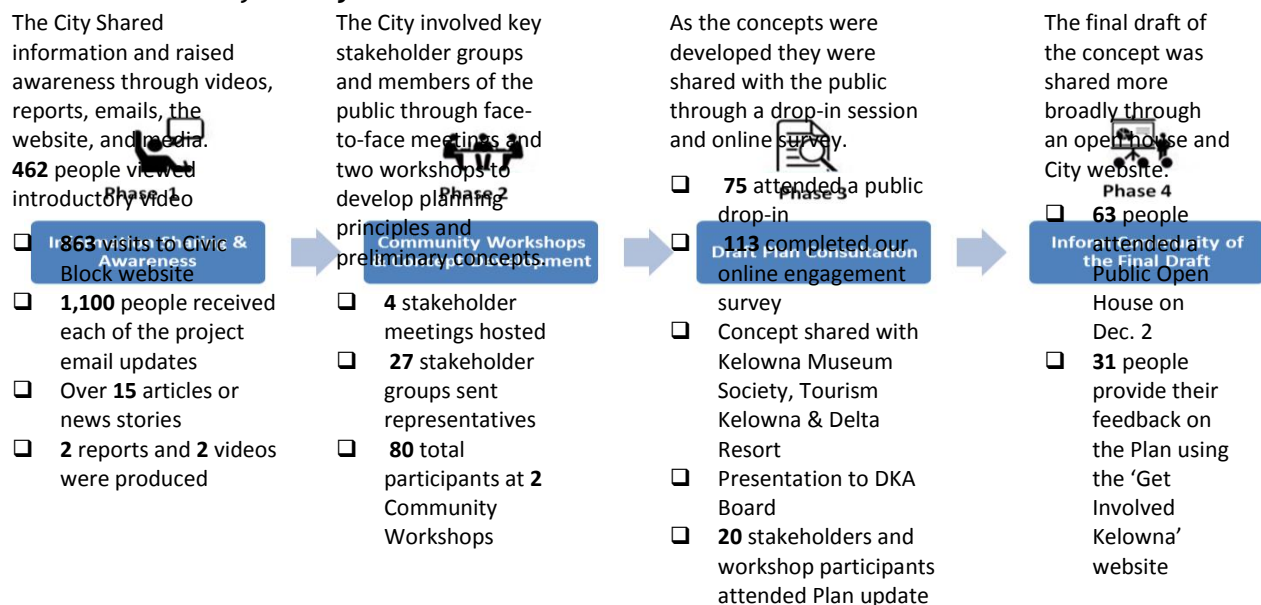 The City Shared
information and raised
awareness through videos,
reports, emails, the
website, and media.
462 people viewed
introductory video
❑ 863 visits to Civic
Block website
❑ 1,100 people received
each of the project
email updates
❑ Over 15 articles or
news stories
❑ 2 reports and 2 videos
were produced
Phase 1
Information Sharing &
Awareness
The City involved key
stakeholder groups
and members of the
public through face-
to-face meetings and
two workshops to
develop planning
principles and
preliminary concepts.
❑ 4 stakeholder
meetings hosted
❑ 27 stakeholder
groups sent
representatives
❑ 80 total
participants at 2
Community
Workshops
Phase 2
Community Workshops
& Concept Development
As the concepts were
developed they were
shared with the public
through a drop-in session
and online survey.
❑ 75 attended a public
drop-in
❑ 113 completed our
online engagement
survey
❑ Concept shared with
Kelowna Museum
Society, Tourism
Kelowna & Delta
Resort
❑ Presentation to DKA
Board
❑ 20 stakeholders and
workshop participants
attended Plan update
Phase 3
Draft Plan Consultation
The final draft of
the concept was
shared more
broadly through
an open house and
City website.
❑ 63 people
attended a
Public Open
House on
Dec. 2
❑ 31 people
provide their
feedback on
the Plan using
the ‘Get
Involved
Kelowna’
website
Phase 4
Inform Community of
the Final Draft